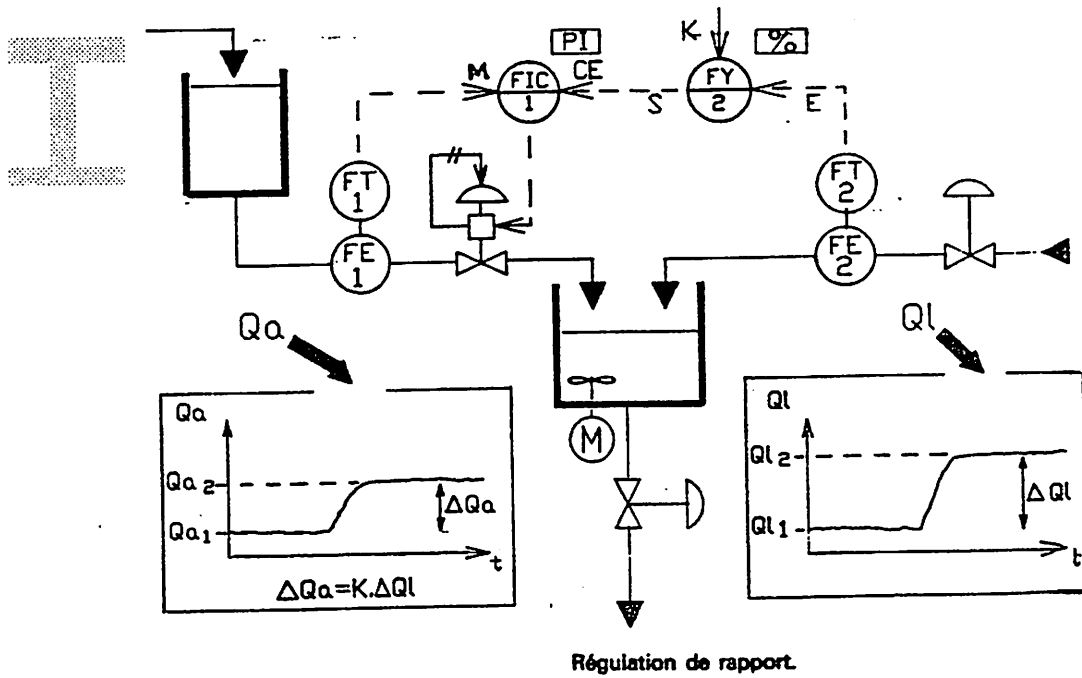 K
%
PI
M
FIC
1
CE
S
FY
2
E
FT
1
FT
2
FE
1
FE
2
Qa
Ql
Qa
Qa2
Qa1
ΔQa
t
ΔQa=K.ΔQl
M
Ql
Ql2
Ql1
ΔQl
t
Régulation de rapport.